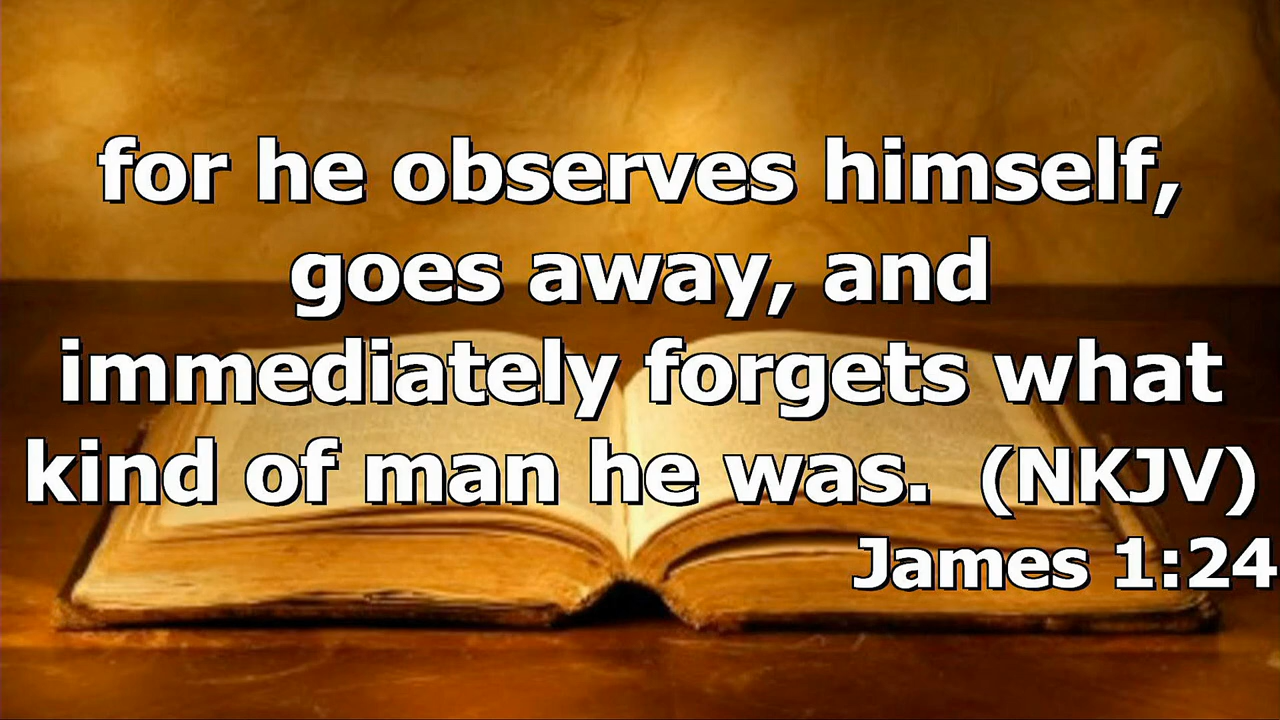 for he observes himself,
goes away, and
immediately forgets what
kind of man he was.  (NKJV)
James 1:24